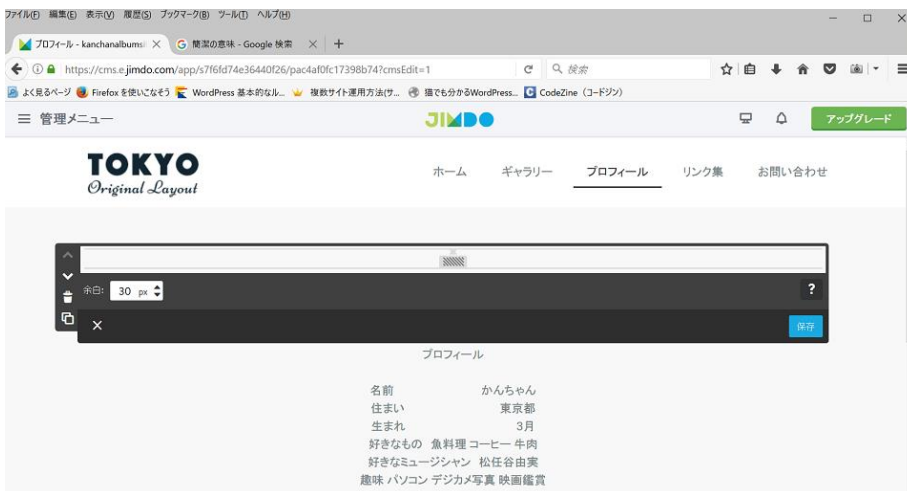 ファイル(F) 編集(E) 表示(V) 履歴(S) ブックマーク(B) ツール(T) ヘルプ(H)
プロフィール - kanchanalbums
簡潔の意味 - Google 検索
https://cms.e.jimdo.com/app/s7f6fd74e36440f26/pac4af0fc17398b74?cmsEdit=1
検索
よく見るページ Firefox を使いこなそう WordPress 基本的なル... 複数サイト運用方法(サ... 猫でも分かるWordPress... CodeZine（コードジン）
管理メニュー JIMDO アップグレード
TOKYO
Original Layout
ホーム ギャラリー プロフィール リンク集 お問い合わせ
余白: 30 px ?
保存
プロフィール
名前 かんちゃん
住まい 東京都
生まれ 3月
好きなもの 魚料理 コーヒー 牛肉
好きなミュージシャン 松任谷由実
趣味 パソコン デジカメ写真 映画鑑賞